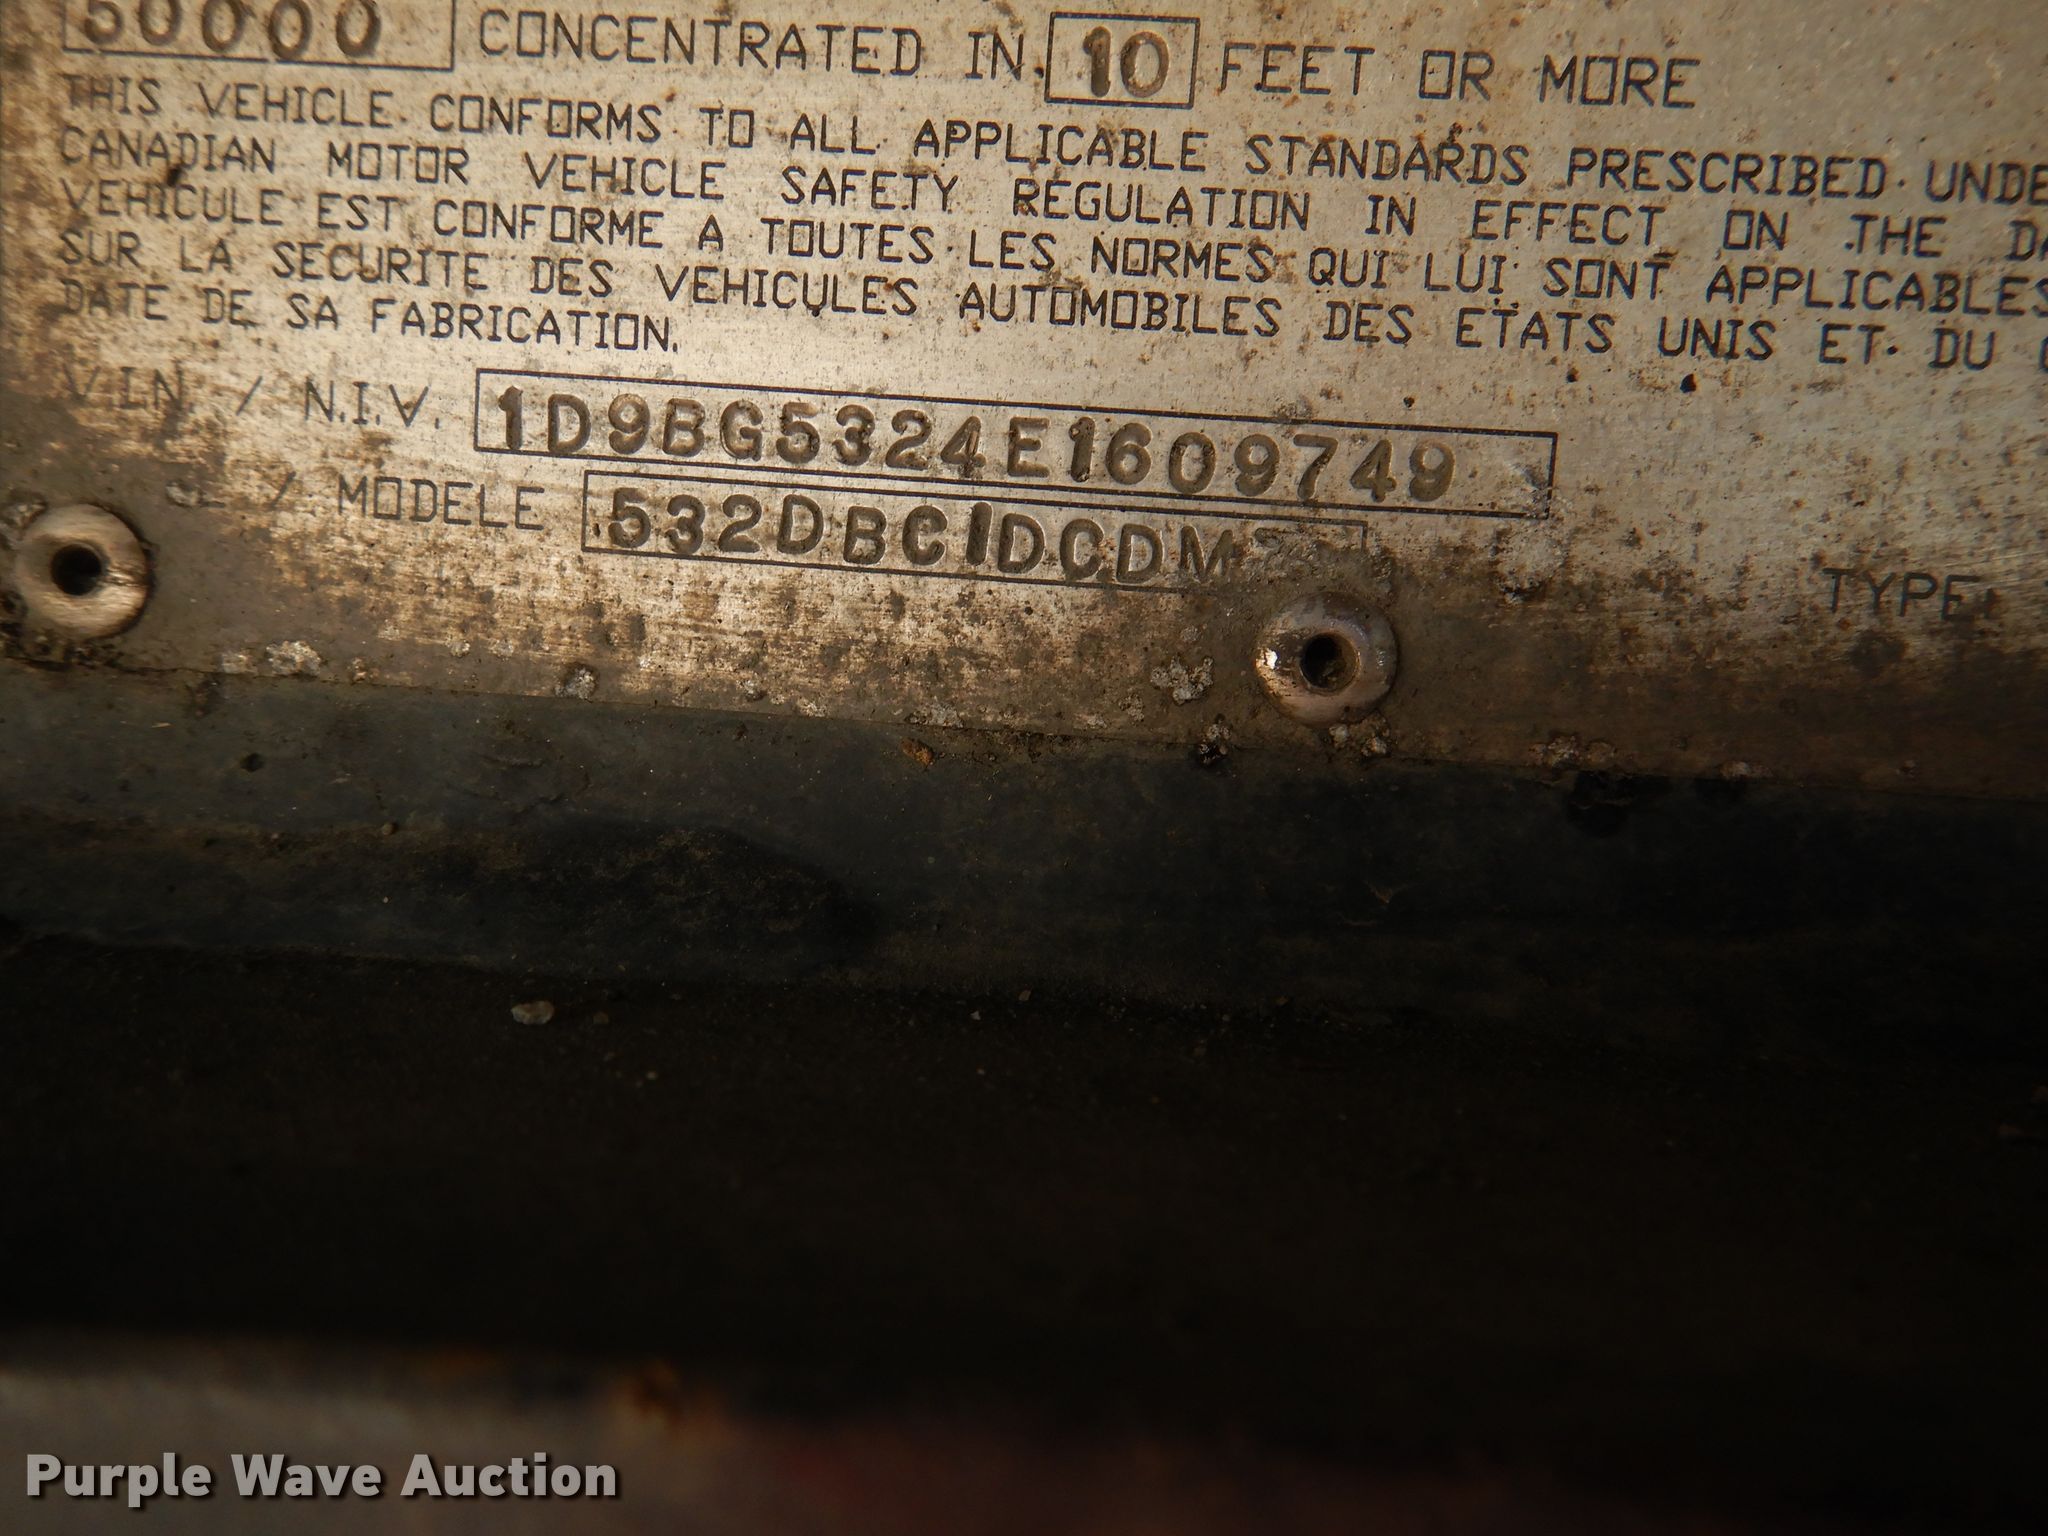 50000 CONCENTRATED IN. 10 FEET OR MORE
THIS VEHICLE CONFORMS TO ALL APPLICABLE STANDARDS PRESCRIBED UNDE
CANADIAN MOTOR VEHICLE SAFETY REGULATION IN EFFECT ON THE DA
VEHICULE EST CONFORME A TOUTES LES NORMES QUI LUI SONT APPLICABLES
SUR LA SECURITE DES VEHICULES AUTOMOBILES DES ETATS UNIS ET DU
DATE DE SA FABRICATION.
V.I.N. / N.I.V. 1D9BG5324E1609749
/ MODELE 532DBC1DCDM
TYPE
Purple Wave Auction